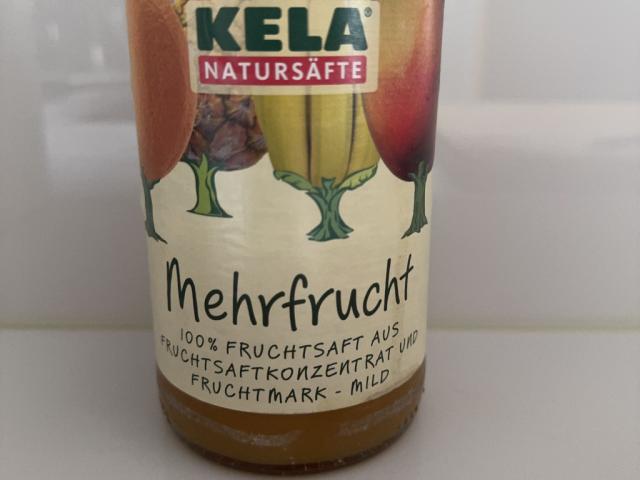 KELA®
NATURSÄFTE
Mehrfrucht
100% FRUCHTSAFT AUS
FRUCHTSAFTKONZENTRAT UND
FRUCHTMARK - MILD